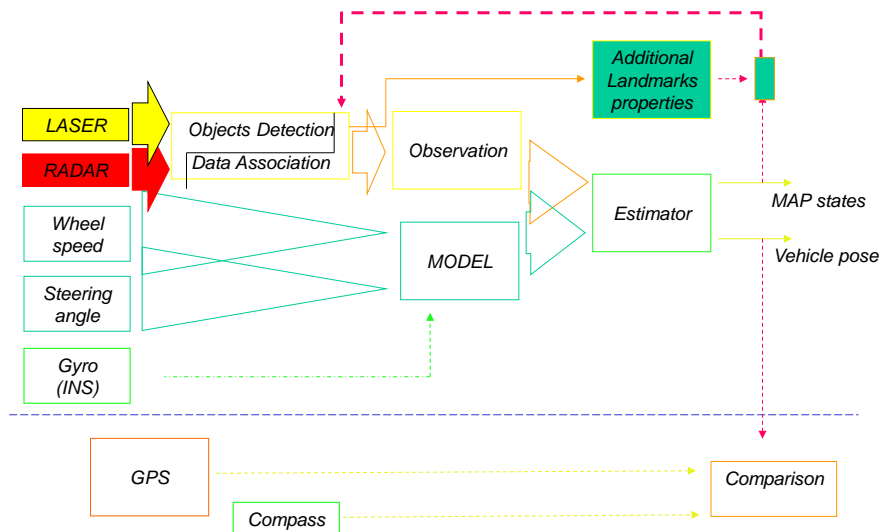 Additional
Landmarks
properties
LASER
Objects Detection
Data Association
Observation
RADAR
MAP states
Wheel
speed
Estimator
MODEL
Vehicle pose
Steering
angle
Gyro
(INS)
GPS
Comparison
Compass